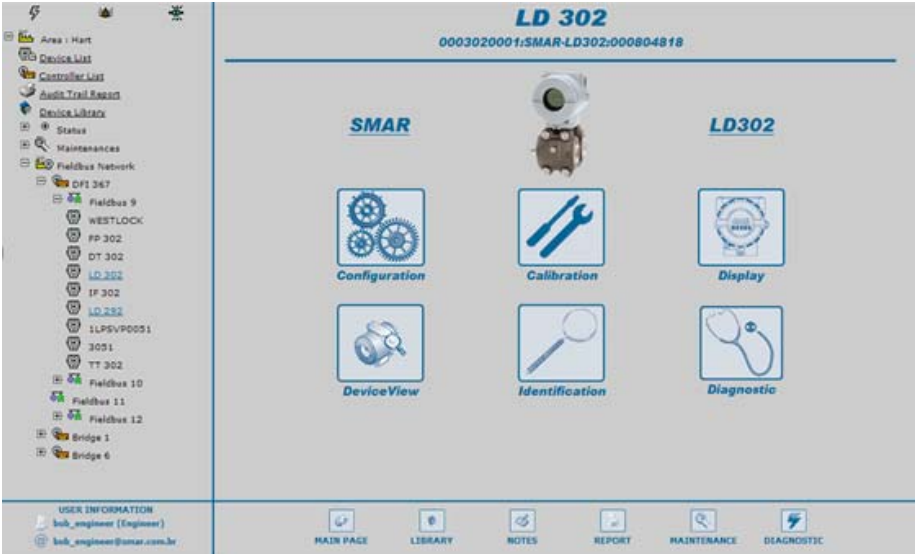 Area : Hart
Device List
Controller List
Audit Trail Report
Device Library
Status
Maintenances
Fieldbus Network
DFI 367
Fieldbus 9
WESTLOCK
FP 302
DT 302
LD 302
IF 302
LD 292
1LPSVP0051
3051
TT 302
Fieldbus 10
Fieldbus 11
Fieldbus 12
Bridge 1
Bridge 6
USER INFORMATION
bob_engineer (Engineer)
bob_engineer@smar.com.br
LD 302
0003020001:SMAR-LD302:000804818
SMAR
LD302
Configuration
Calibration
Display
DeviceView
Identification
Diagnostic
MAIN PAGE
LIBRARY
NOTES
REPORT
MAINTENANCE
DIAGNOSTIC